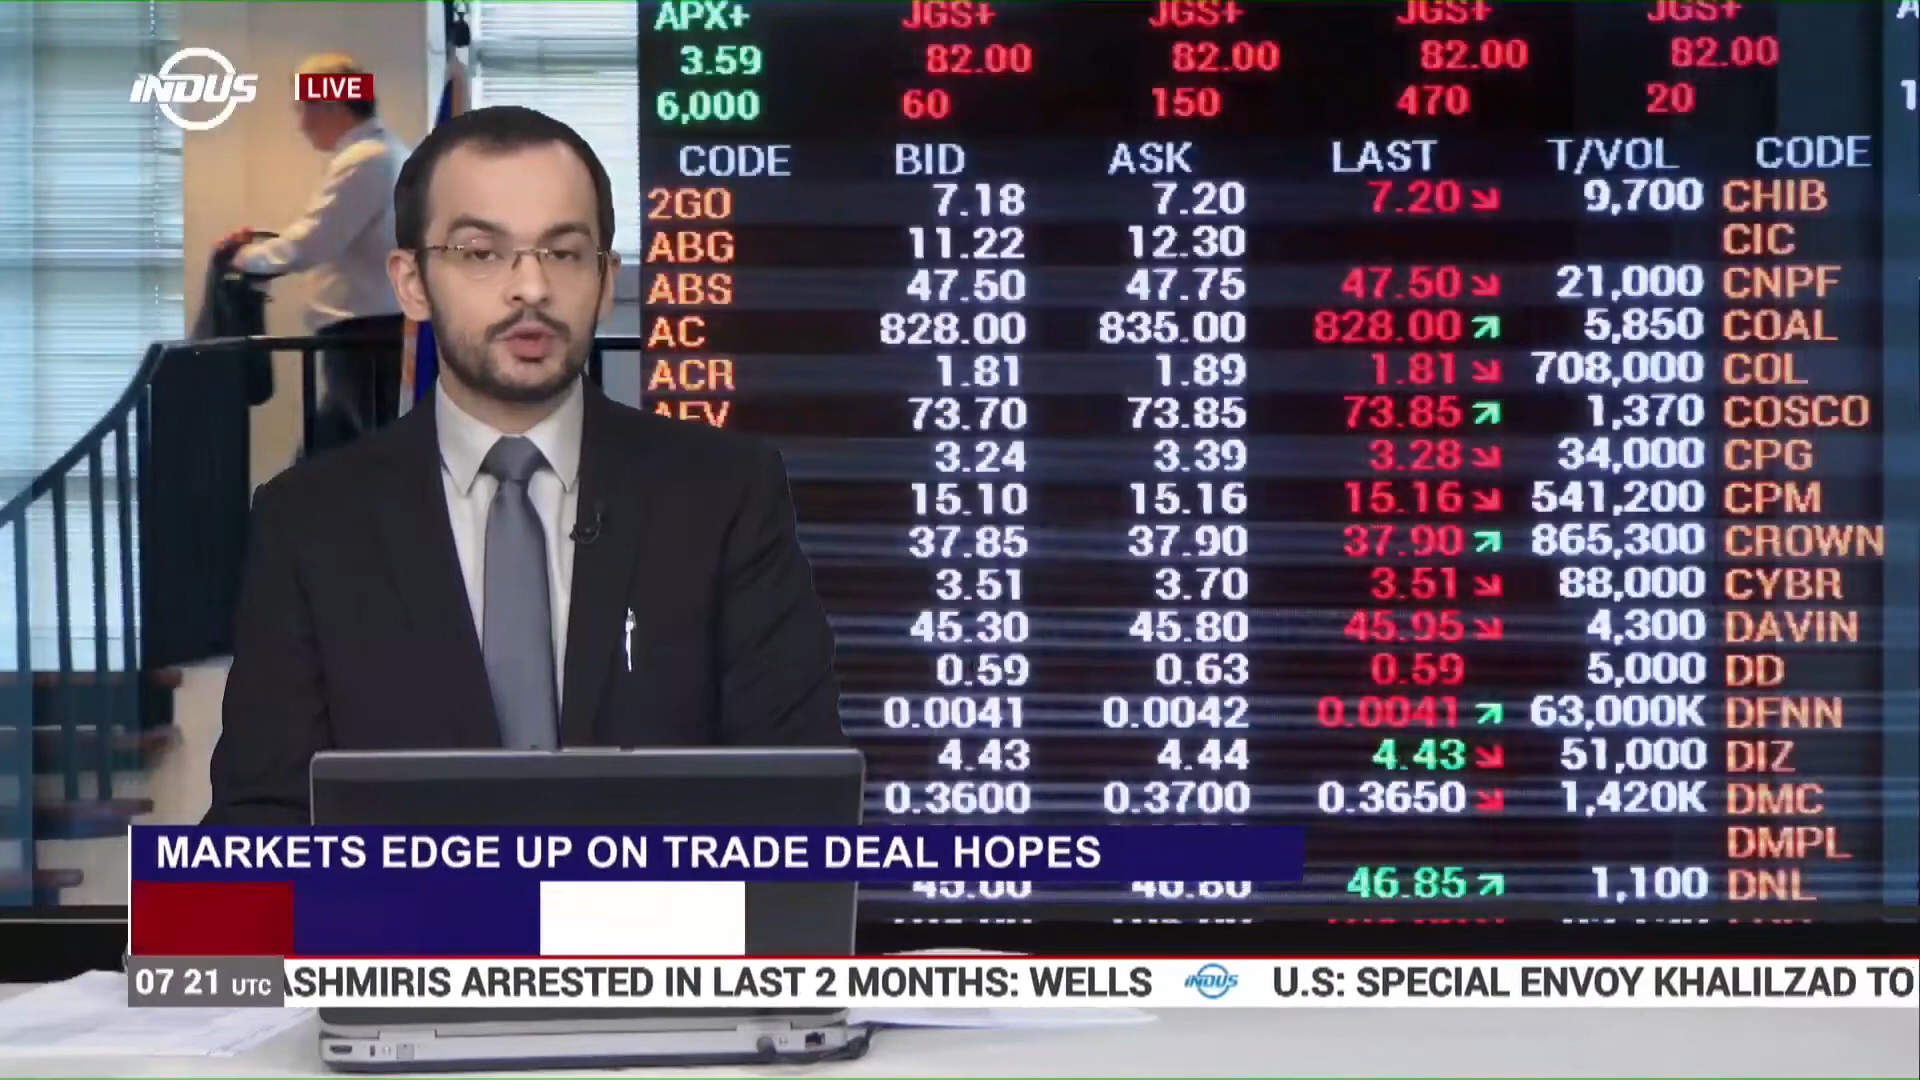 INDUS
LIVE
APX+ JGS+ JGS+ JGS+ JGS+
3.59 82.00 82.00 82.00 82.00
6,000 60 150 470 20
CODE BID ASK LAST T/VOL CODE
2GO 7.18 7.20 7.20 9,700 CHIB
ABG 11.22 12.30 CIC
ABS 47.50 47.75 47.50 21,000 CNPF
AC 828.00 835.00 828.00 5,850 COAL
ACR 1.81 1.89 1.81 708,000 COL
73.70 73.85 73.85 1,370 COSCO
3.24 3.39 3.28 34,000 CPG
15.10 15.16 15.16 541,200 CPM
37.85 37.90 37.90 865,300 CROWN
3.51 3.70 3.51 88,000 CYBR
45.30 45.80 45.95 4,300 DAVIN
0.59 0.63 0.59 5,000 DD
0.0041 0.0042 0.0041 63,000K DFNN
4.43 4.44 4.43 51,000 DIZ
0.3600 0.3700 0.3650 1,420K DMC
DMPL
46.85 1,100 DNL
MARKETS EDGE UP ON TRADE DEAL HOPES
07 21 UTC ASHMIRIS ARRESTED IN LAST 2 MONTHS: WELLS INDUS U.S: SPECIAL ENVOY KHALILZAD TO